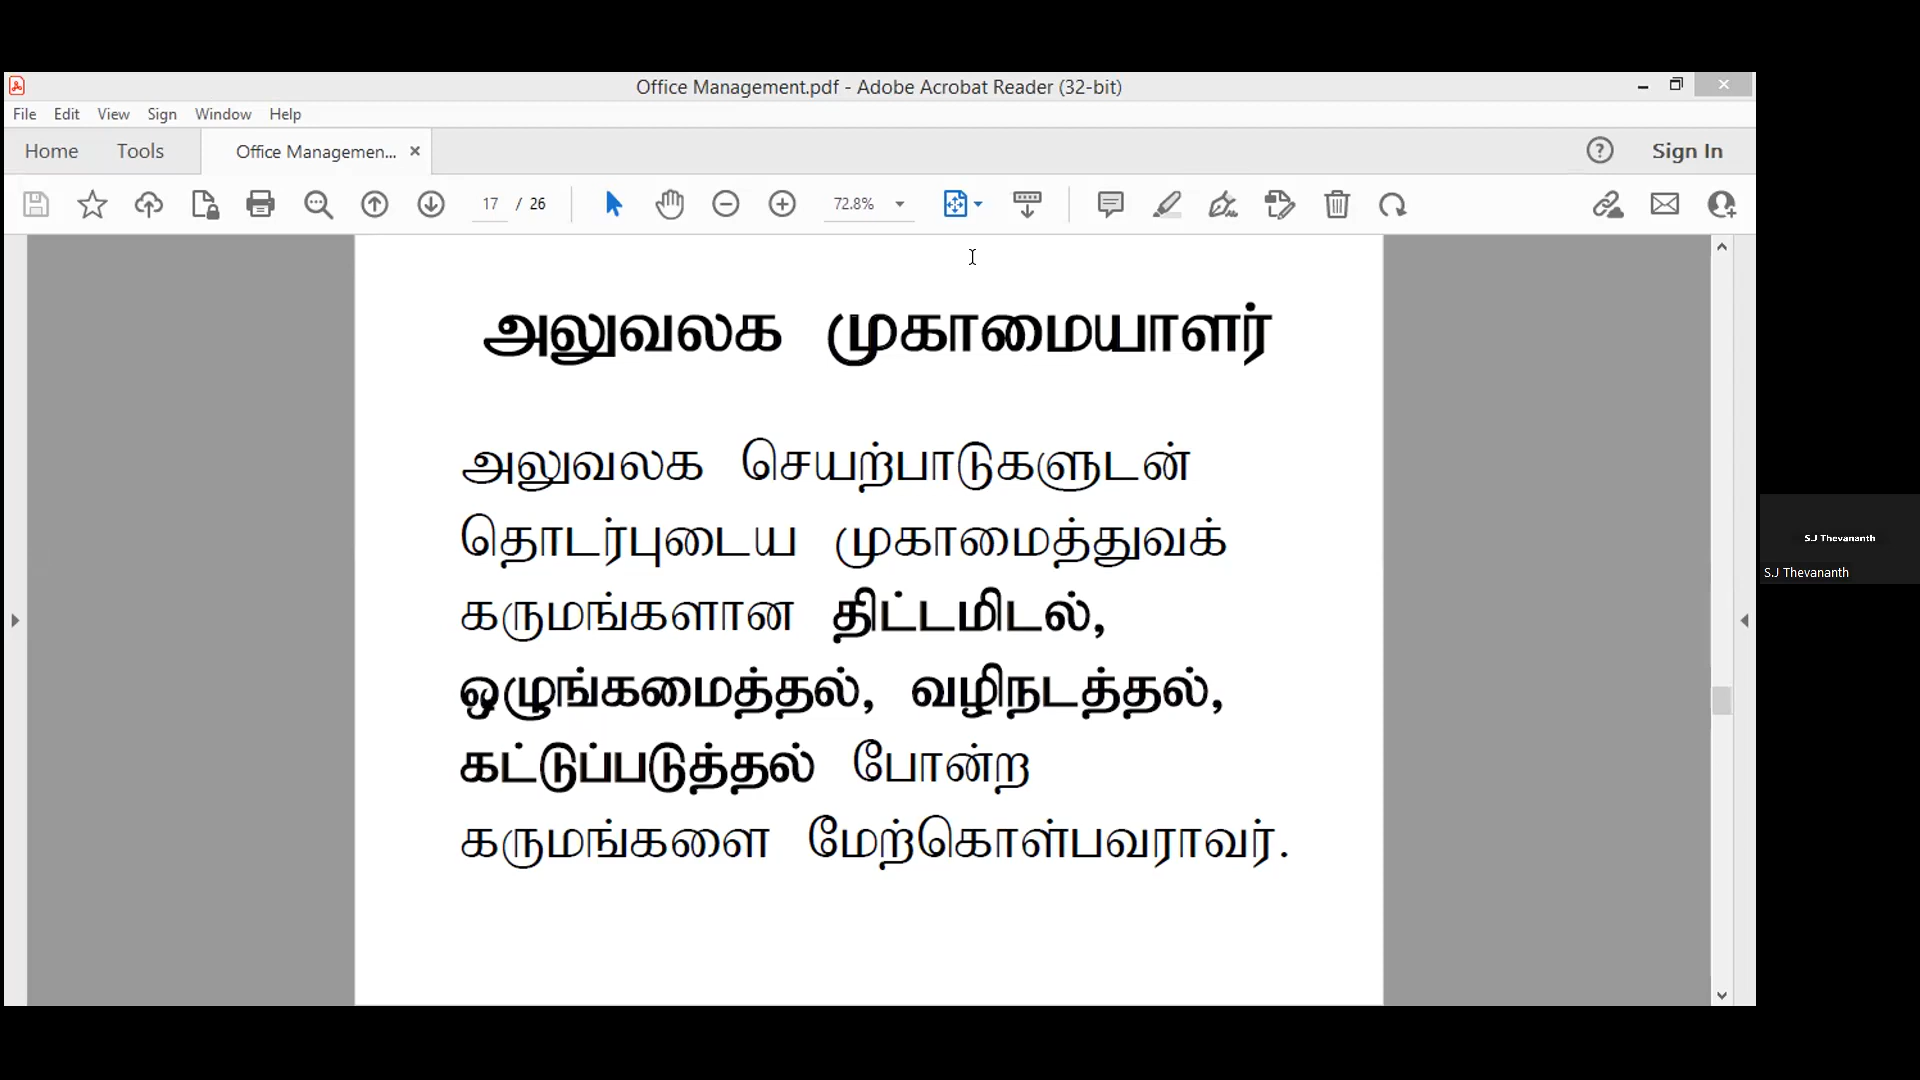 Office Management.pdf - Adobe Acrobat Reader (32-bit)
File Edit View Sign Window Help
Home Tools Office Managemen... × Sign In
17 / 26 72.8%
அலுவலக முகாமையாளர்
அலுவலக செயற்பாடுகளுடன்
தொடர்புடைய முகாமைத்துவக்
கருமங்களான திட்டமிடல்,
ஒழுங்கமைத்தல், வழிநடத்தல்,
கட்டுப்படுத்தல் போன்ற
கருமங்களை மேற்கொள்பவராவர்.
S.J Thevananth
S.J Thevananth